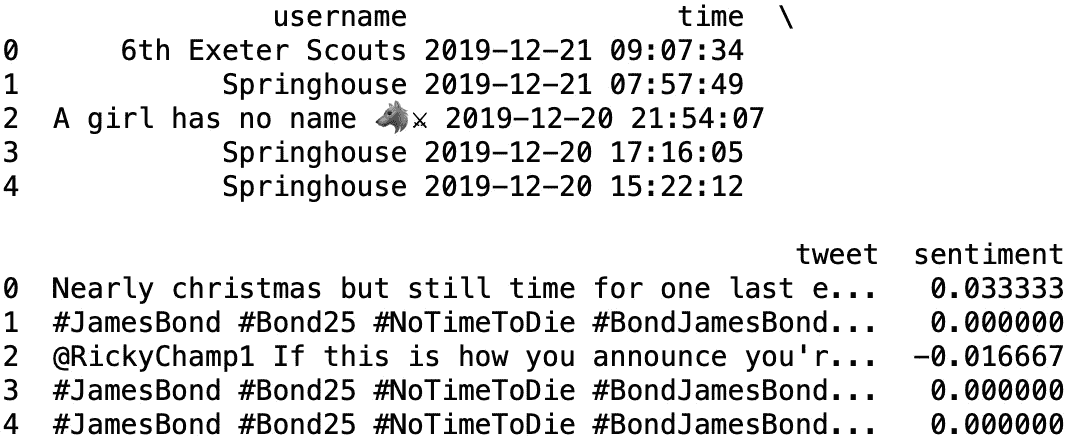 username time \
0 6th Exeter Scouts 2019-12-21 09:07:34
1 Springhouse 2019-12-21 07:57:49
2 A girl has no name 🐺⚔ 2019-12-20 21:54:07
3 Springhouse 2019-12-20 17:16:05
4 Springhouse 2019-12-20 15:22:12
tweet sentiment
0 Nearly christmas but still time for one last e... 0.033333
1 #JamesBond #Bond25 #NoTimeToDie #BondJamesBond... 0.000000
2 @RickyChamp1 If this is how you announce you'r... -0.016667
3 #JamesBond #Bond25 #NoTimeToDie #BondJamesBond... 0.000000
4 #JamesBond #Bond25 #NoTimeToDie #BondJamesBond... 0.000000